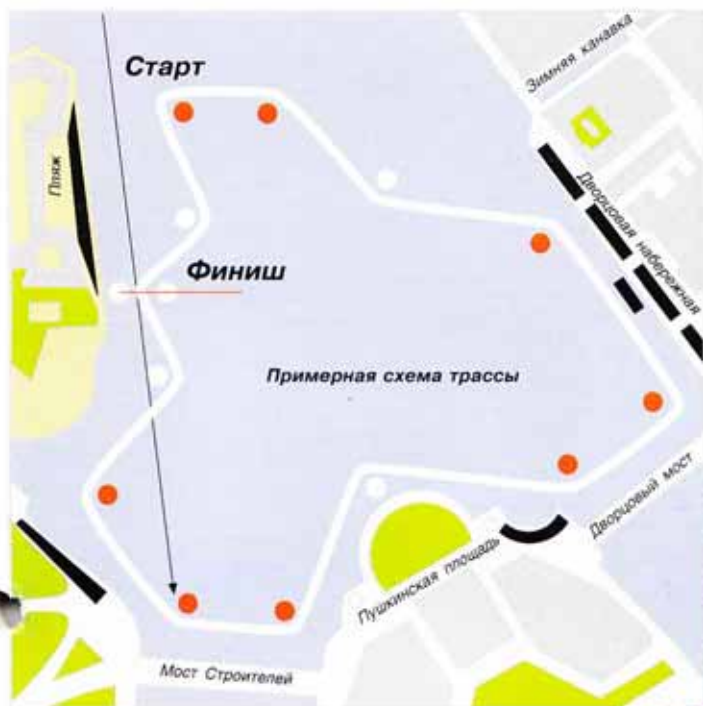 Старт
Зимняя канавка
Пляж
Дворцовая набережная
Финиш
Примерная схема трассы
Дворцовый мост
Пушкинская площадь
Мост Строителей